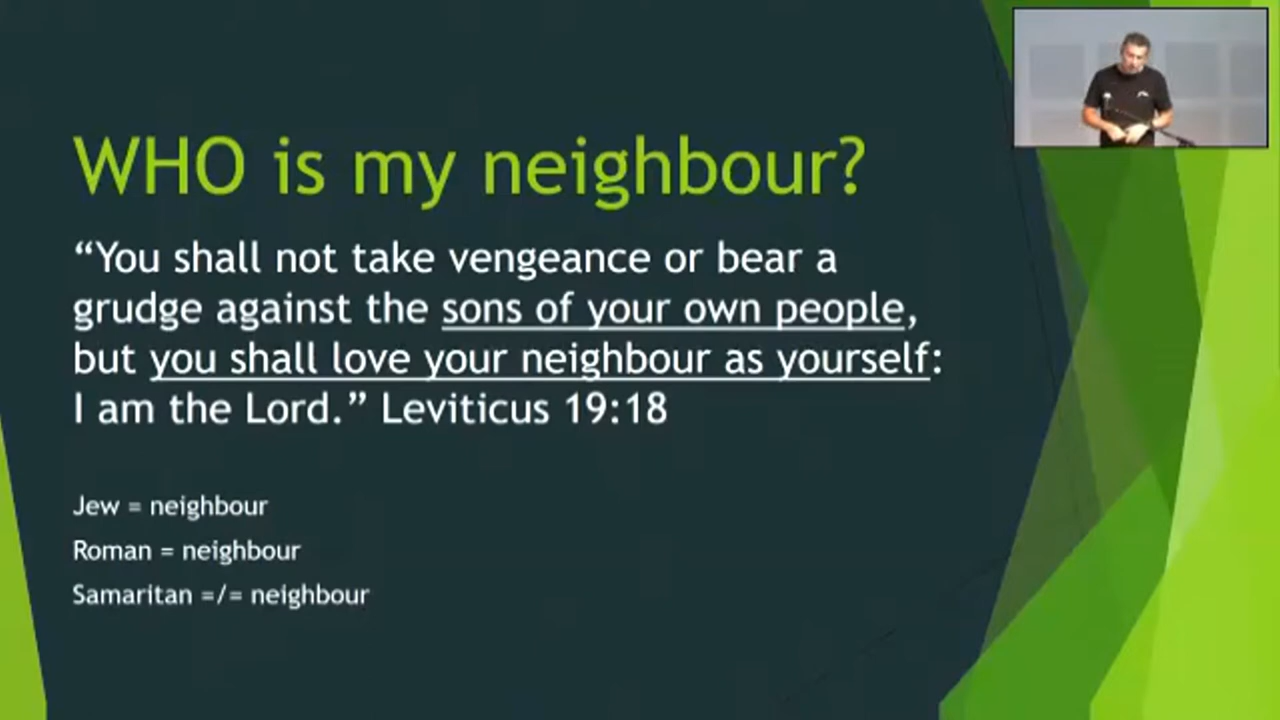 WHO is my neighbour?
“You shall not take vengeance or bear a
grudge against the sons of your own people,
but you shall love your neighbour as yourself:
I am the Lord.” Leviticus 19:18
Jew = neighbour
Roman = neighbour
Samaritan =/= neighbour